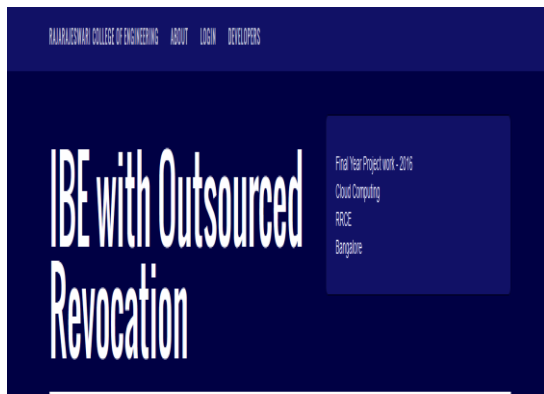 RAJARAJESWARI COLLEGE OF ENGINEERING ABOUT LOGIN DEVELOPERS
IBE with Outsourced
Revocation
Final Year Project work - 2016
Cloud Computing
RRCE
Bangalore